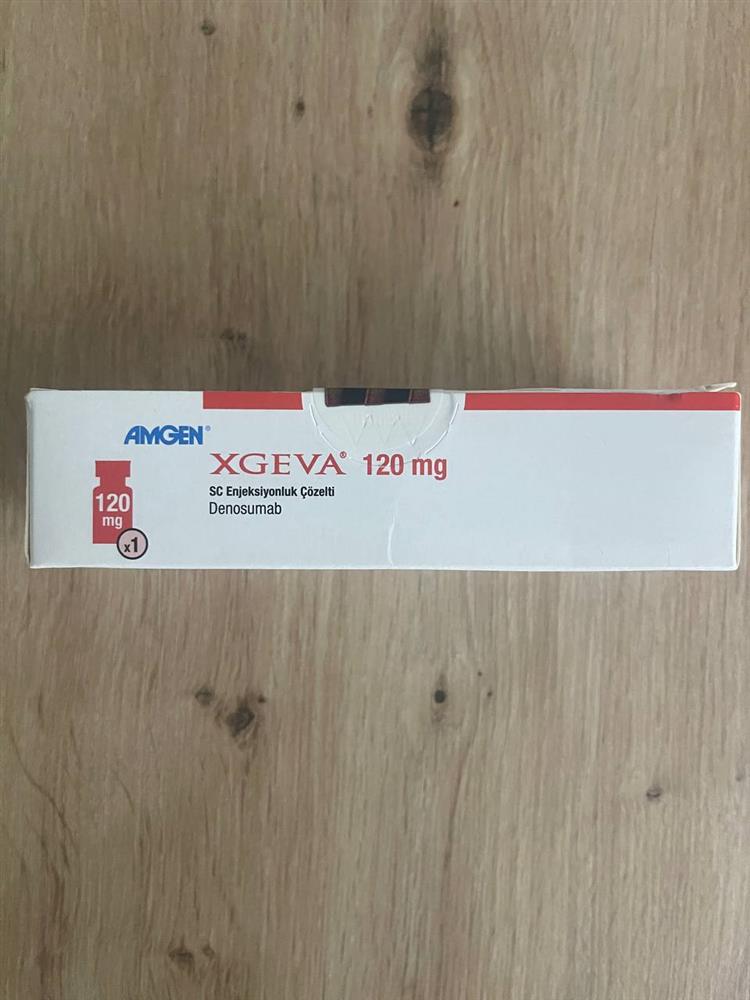 AMGEN®
XGEVA® 120 mg
SC Enjeksiyonluk Çözelti
Denosumab
120
mg
x1